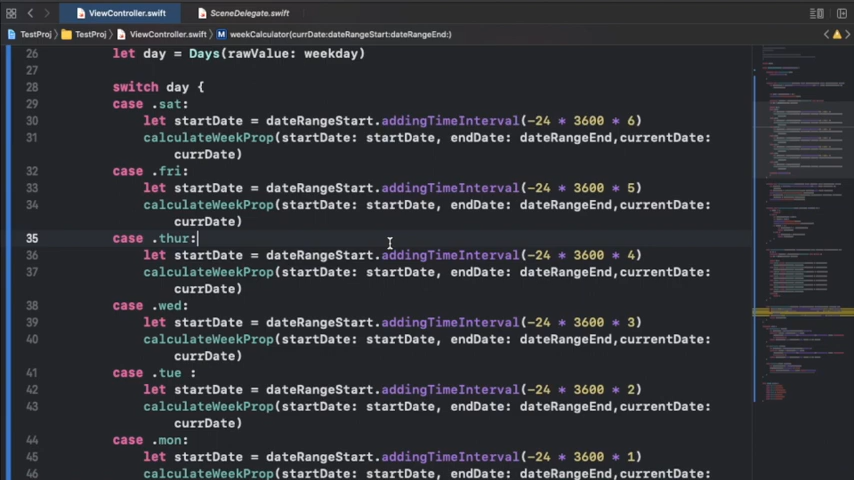 ViewController.swift
SceneDelegate.swift
TestProj
TestProj
ViewController.swift
M weekCalculator(currDate:dateRangeStart:dateRangeEnd:)
26 let day = Days(rawValue: weekday)
27
28 switch day {
29 case .sat:
30 let startDate = dateRangeStart.addingTimeInterval(-24 * 3600 * 6)
31 calculateWeekProp(startDate: startDate, endDate: dateRangeEnd,currentDate:
currDate)
32 case .fri:
33 let startDate = dateRangeStart.addingTimeInterval(-24 * 3600 * 5)
34 calculateWeekProp(startDate: startDate, endDate: dateRangeEnd,currentDate:
currDate)
35 case .thur:
36 let startDate = dateRangeStart.addingTimeInterval(-24 * 3600 * 4)
37 calculateWeekProp(startDate: startDate, endDate: dateRangeEnd,currentDate:
currDate)
38 case .wed:
39 let startDate = dateRangeStart.addingTimeInterval(-24 * 3600 * 3)
40 calculateWeekProp(startDate: startDate, endDate: dateRangeEnd,currentDate:
currDate)
41 case .tue :
42 let startDate = dateRangeStart.addingTimeInterval(-24 * 3600 * 2)
43 calculateWeekProp(startDate: startDate, endDate: dateRangeEnd,currentDate:
currDate)
44 case .mon:
45 let startDate = dateRangeStart.addingTimeInterval(-24 * 3600 * 1)
46 calculateWeekProp(startDate: startDate, endDate: dateRangeEnd,currentDate: